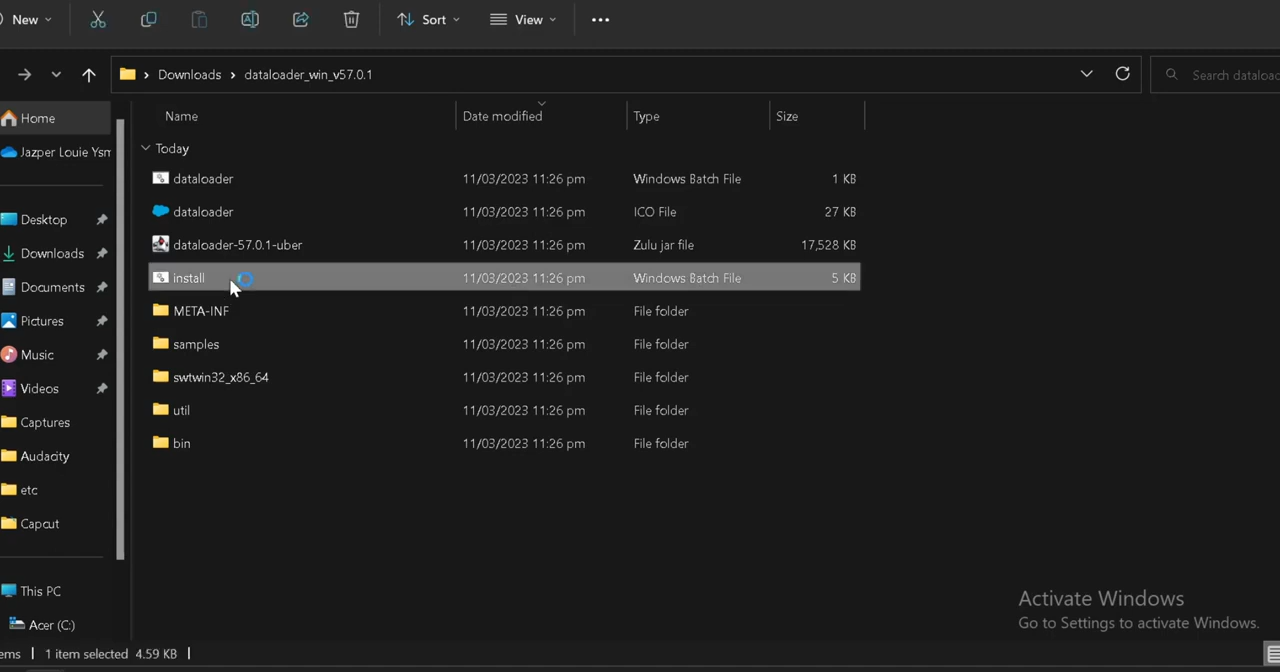 New
Sort
View
Downloads dataloader_win_v57.0.1
Search dataloac
Home
Jazper Louie Ysm
Desktop
Downloads
Documents
Pictures
Music
Videos
Captures
Audacity
etc
Capcut
This PC
Acer (C:)
Name Date modified Type Size
Today
dataloader 11/03/2023 11:26 pm Windows Batch File 1 KB
dataloader 11/03/2023 11:26 pm ICO File 27 KB
dataloader-57.0.1-uber 11/03/2023 11:26 pm Zulu jar file 17,528 KB
install 11/03/2023 11:26 pm Windows Batch File 5 KB
META-INF 11/03/2023 11:26 pm File folder
samples 11/03/2023 11:26 pm File folder
swtwin32_x86_64 11/03/2023 11:26 pm File folder
util 11/03/2023 11:26 pm File folder
bin 11/03/2023 11:26 pm File folder
Activate Windows
Go to Settings to activate Windows.
ems 1 item selected 4.59 KB